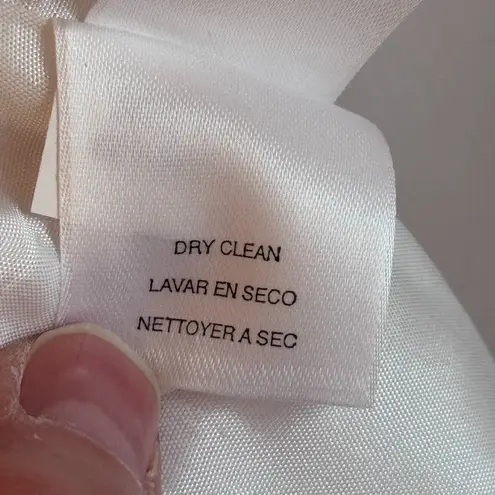 DRY CLEAN
LAVAR EN SECO
NETTOYER A SEC